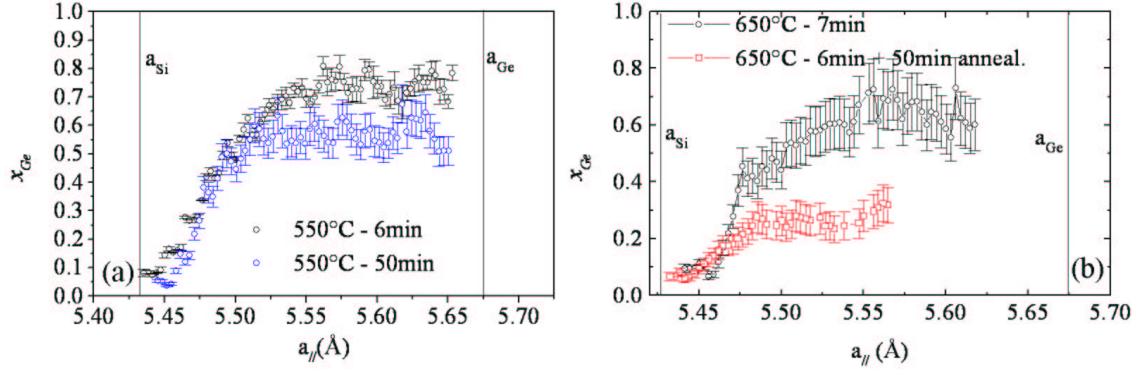 1.0
0.9
0.8
0.7
0.6
0.5
0.4
0.3
0.2
0.1
0.0
x_Ge
a_Si
a_Ge
550°C - 6min
550°C - 50min
(a)
5.40 5.45 5.50 5.55 5.60 5.65 5.70
a_//(Å)
1.0
0.8
0.6
0.4
0.2
0.0
x_Ge
650°C - 7min
650°C - 6min + 50min anneal.
a_Si
a_Ge
(b)
5.45 5.50 5.55 5.60 5.65 5.70
a_// (Å)